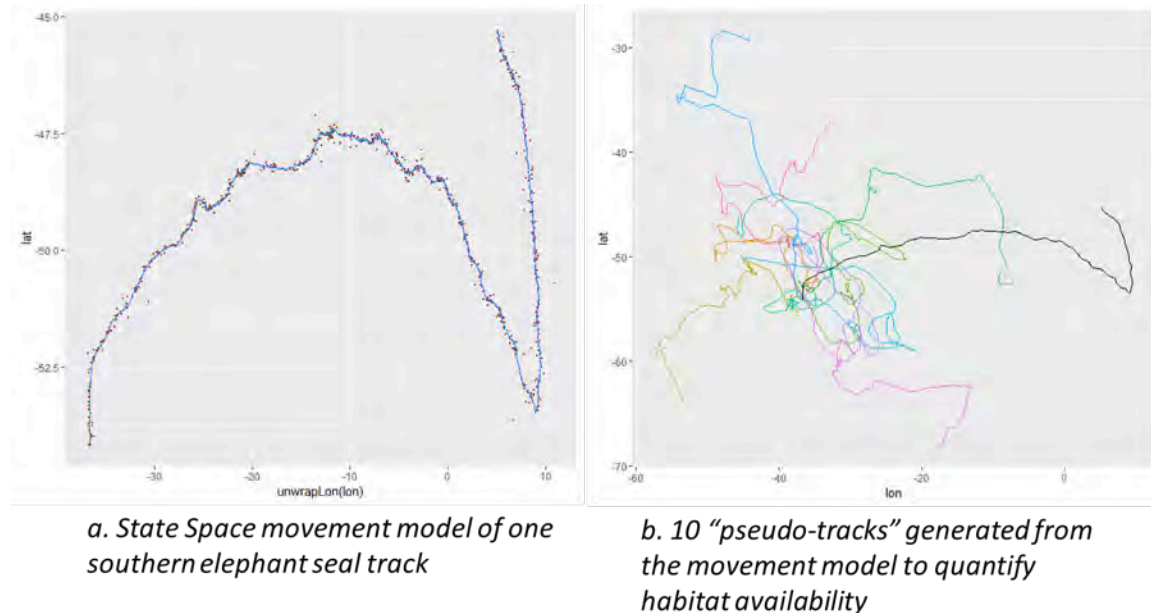 -45.0
-47.5
lat
-50.0
-52.5
-30
-20
-10
0
10
unwrapLon(lon)
-30
-40
lat
-50
-60
-70
-60
-40
-20
0
lon
a. State Space movement model of one
southern elephant seal track
b. 10 “pseudo-tracks” generated from
the movement model to quantify
habitat availability